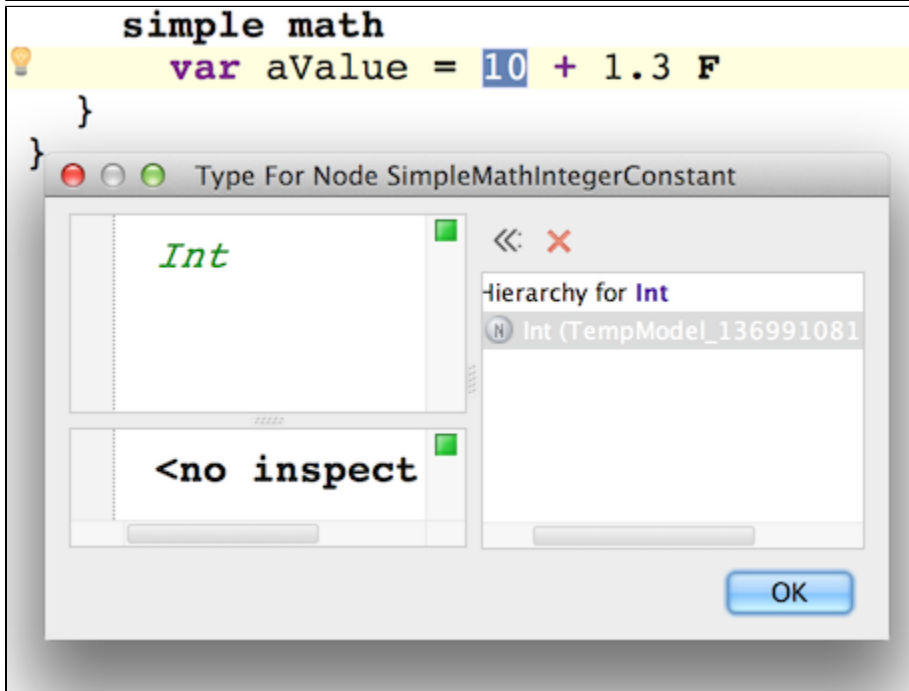 simple math
var aValue = 10 + 1.3 F
}
}
Type For Node SimpleMathIntegerConstant
Int
Hierarchy for Int
N Int (TempModel_136991081
<no inspect
OK